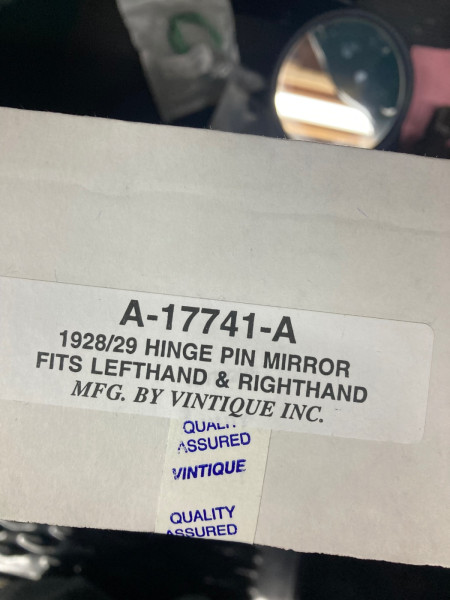 A-17741-A
1928/29 HINGE PIN MIRROR
FITS LEFTHAND & RIGHTHAND
MFG. BY VINTIQUE INC.
ASSURED
VINTIQUE
QUALITY
ASSURED